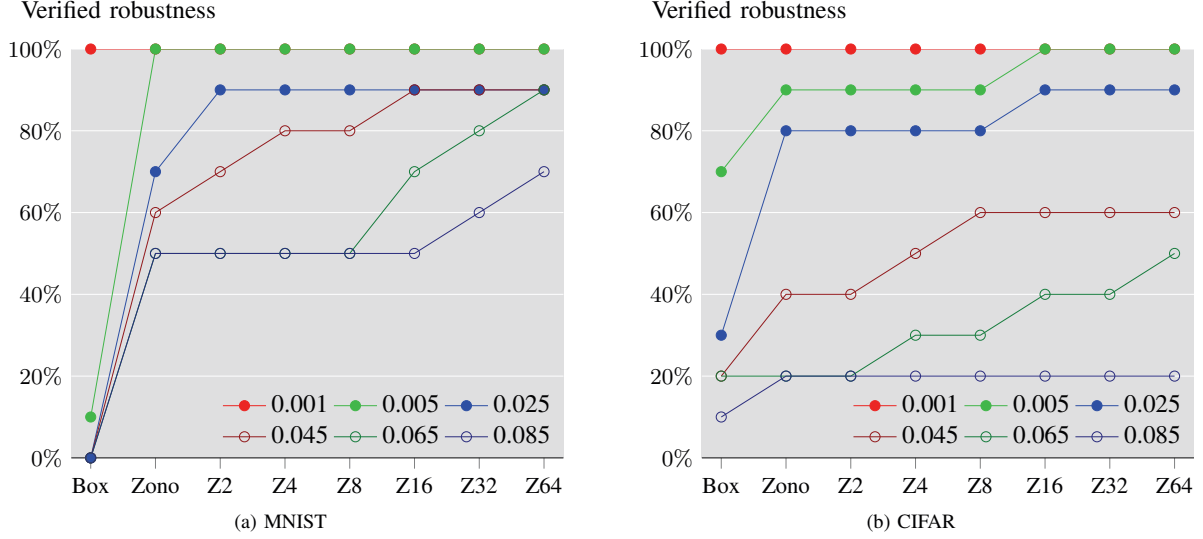 Verified robustness
100%
80%
60%
40%
20%
0%
0.001 0.005 0.025
0.045 0.065 0.085
Box Zono Z2 Z4 Z8 Z16 Z32 Z64
(a) MNIST
Verified robustness
100%
80%
60%
40%
20%
0%
0.001 0.005 0.025
0.045 0.065 0.085
Box Zono Z2 Z4 Z8 Z16 Z32 Z64
(b) CIFAR